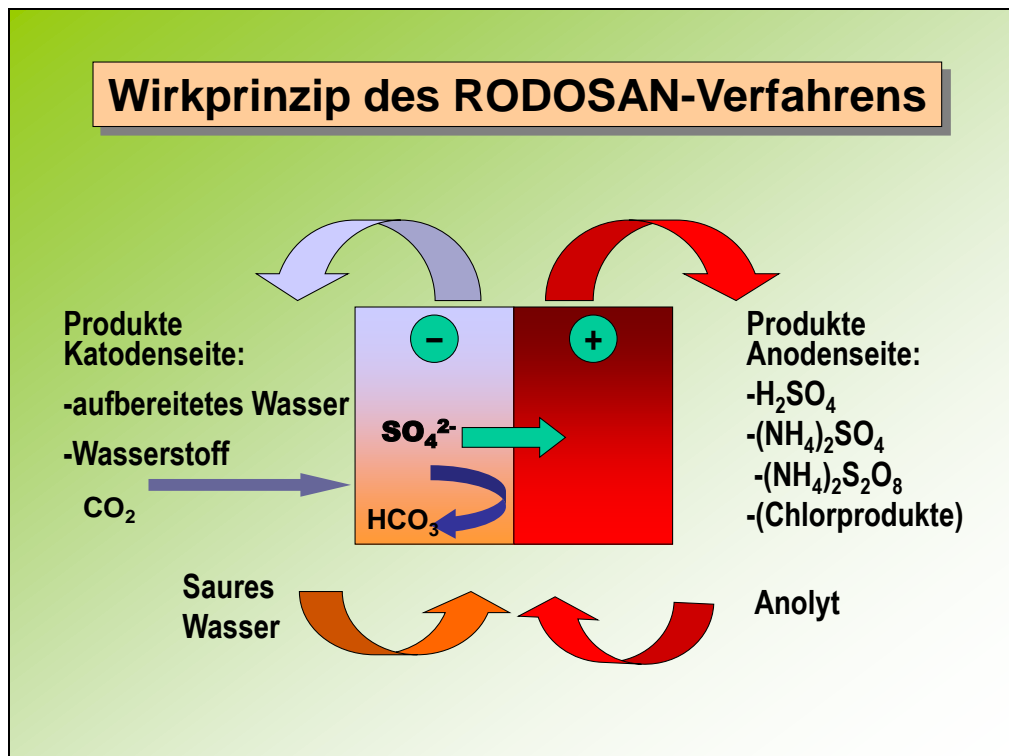 Wirkprinzip des RODOSAN-Verfahrens
Produkte
Katodenseite:
-aufbereitetes Wasser
-Wasserstoff
CO₂
−
+
SO₄²⁻
HCO₃
Produkte
Anodenseite:
-H₂SO₄
-(NH₄)₂SO₄
-(NH₄)₂S₂O₈
-(Chlorprodukte)
Saures
Wasser
Anolyt